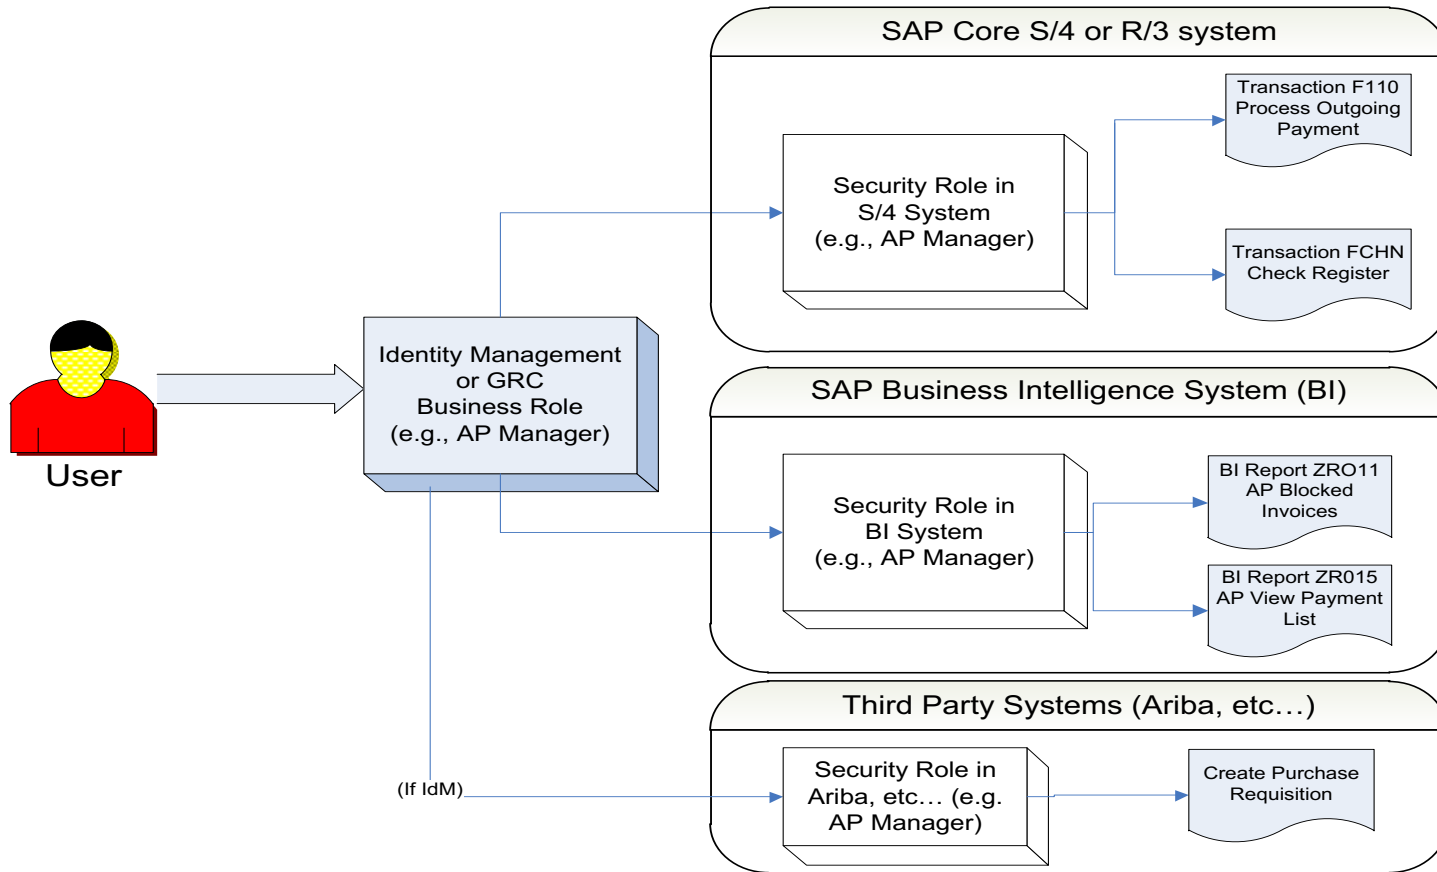 SAP Core S/4 or R/3 system
Transaction F110
Process Outgoing
Payment
Security Role in
S/4 System
(e.g., AP Manager)
Transaction FCHN
Check Register
Identity Management
or GRC
Business Role
(e.g., AP Manager)
User
SAP Business Intelligence System (BI)
BI Report ZRO11
AP Blocked
Invoices
Security Role in
BI System
(e.g., AP Manager)
BI Report ZR015
AP View Payment
List
Third Party Systems (Ariba, etc…)
(If IdM)
Security Role in
Ariba, etc… (e.g.
AP Manager)
Create Purchase
Requisition